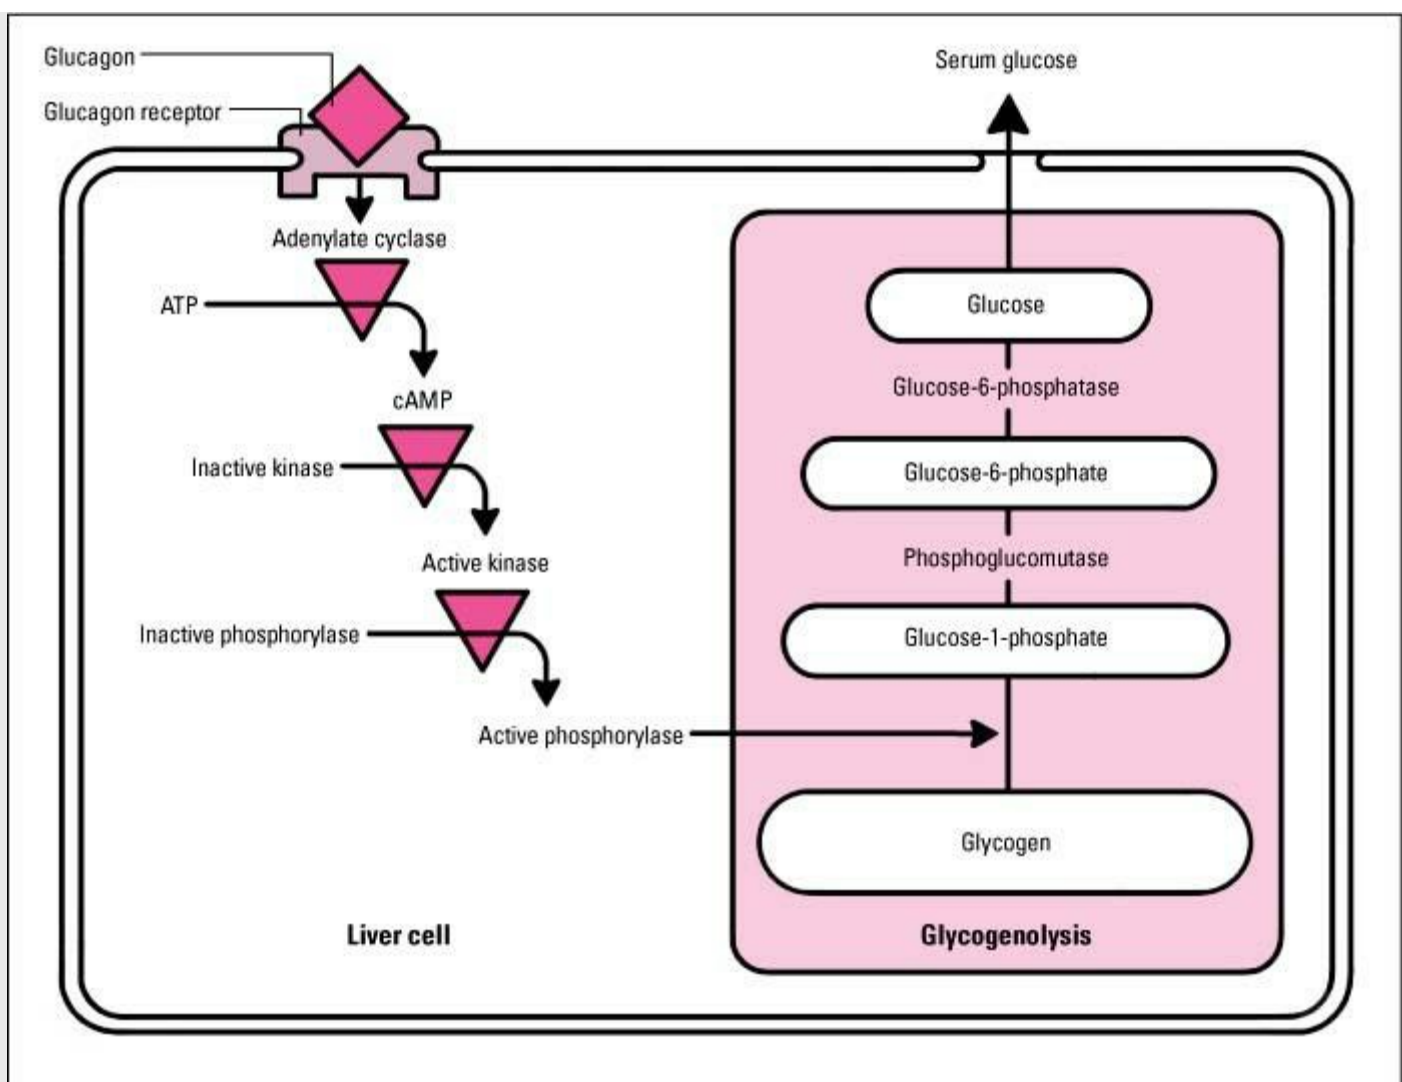 Glucagon
Glucagon receptor
Adenylate cyclase
ATP
cAMP
Inactive kinase
Active kinase
Inactive phosphorylase
Active phosphorylase
Liver cell
Serum glucose
Glucose
Glucose-6-phosphatase
Glucose-6-phosphate
Phosphoglucomutase
Glucose-1-phosphate
Glycogen
Glycogenolysis